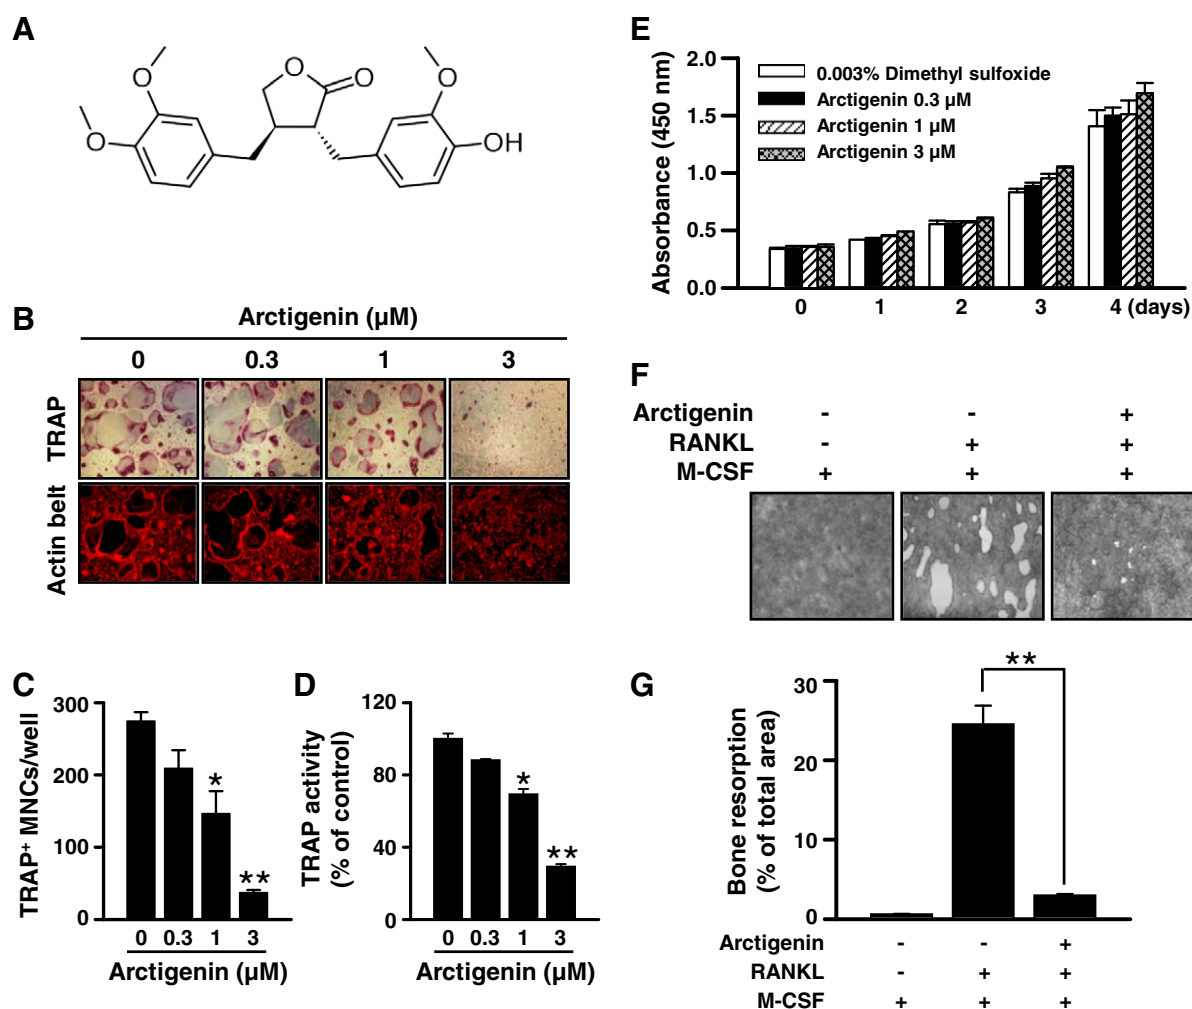 A
O
O
O
O
O
OH
B
Arctigenin (µM)
0 0.3 1 3
TRAP
Actin belt
C
TRAP+ MNCs/well
300
200
100
0
*
**
0 0.3 1 3
Arctigenin (µM)
D
TRAP activity
(% of control)
120
80
40
0
*
**
0 0.3 1 3
Arctigenin (µM)
E
Absorbance (450 nm)
2.0
1.5
1.0
0.5
0.0
0.003% Dimethyl sulfoxide
Arctigenin 0.3 µM
Arctigenin 1 µM
Arctigenin 3 µM
0 1 2 3 4 (days)
F
Arctigenin - - +
RANKL - + +
M-CSF + + +
G
Bone resorption
(% of total area)
30
20
10
0
**
Arctigenin - - +
RANKL - + +
M-CSF + + +